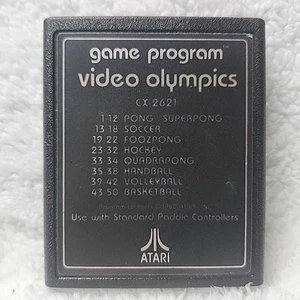 game program™
video olympics
CX 2621
1-12 PONG SUPERPONG
13-18 SOCCER
19-22 FOOZPONG
23-32 HOCKEY
33-34 QUADRAPONG
35-38 HANDBALL
39-42 VOLLEYBALL
43-50 BASKETBALL
Use with Standard Paddle Controllers
ATARI